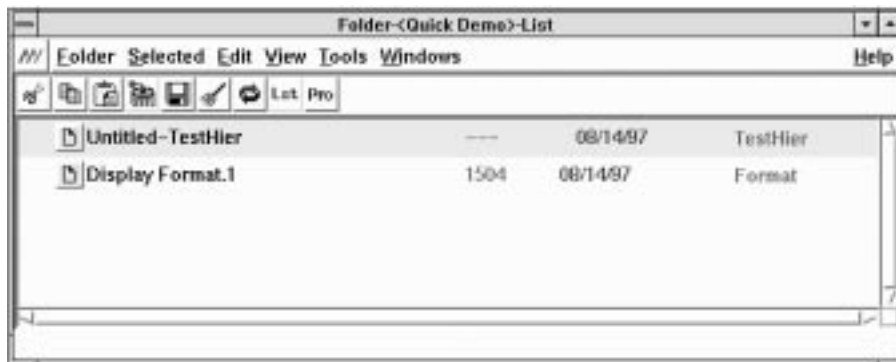 Folder-<Quick Demo>-List
Folder Selected Edit View Tools Windows Help
Lst Pro
Untitled-TestHier --- 08/14/97 TestHier
Display Format.1 1504 08/14/97 Format